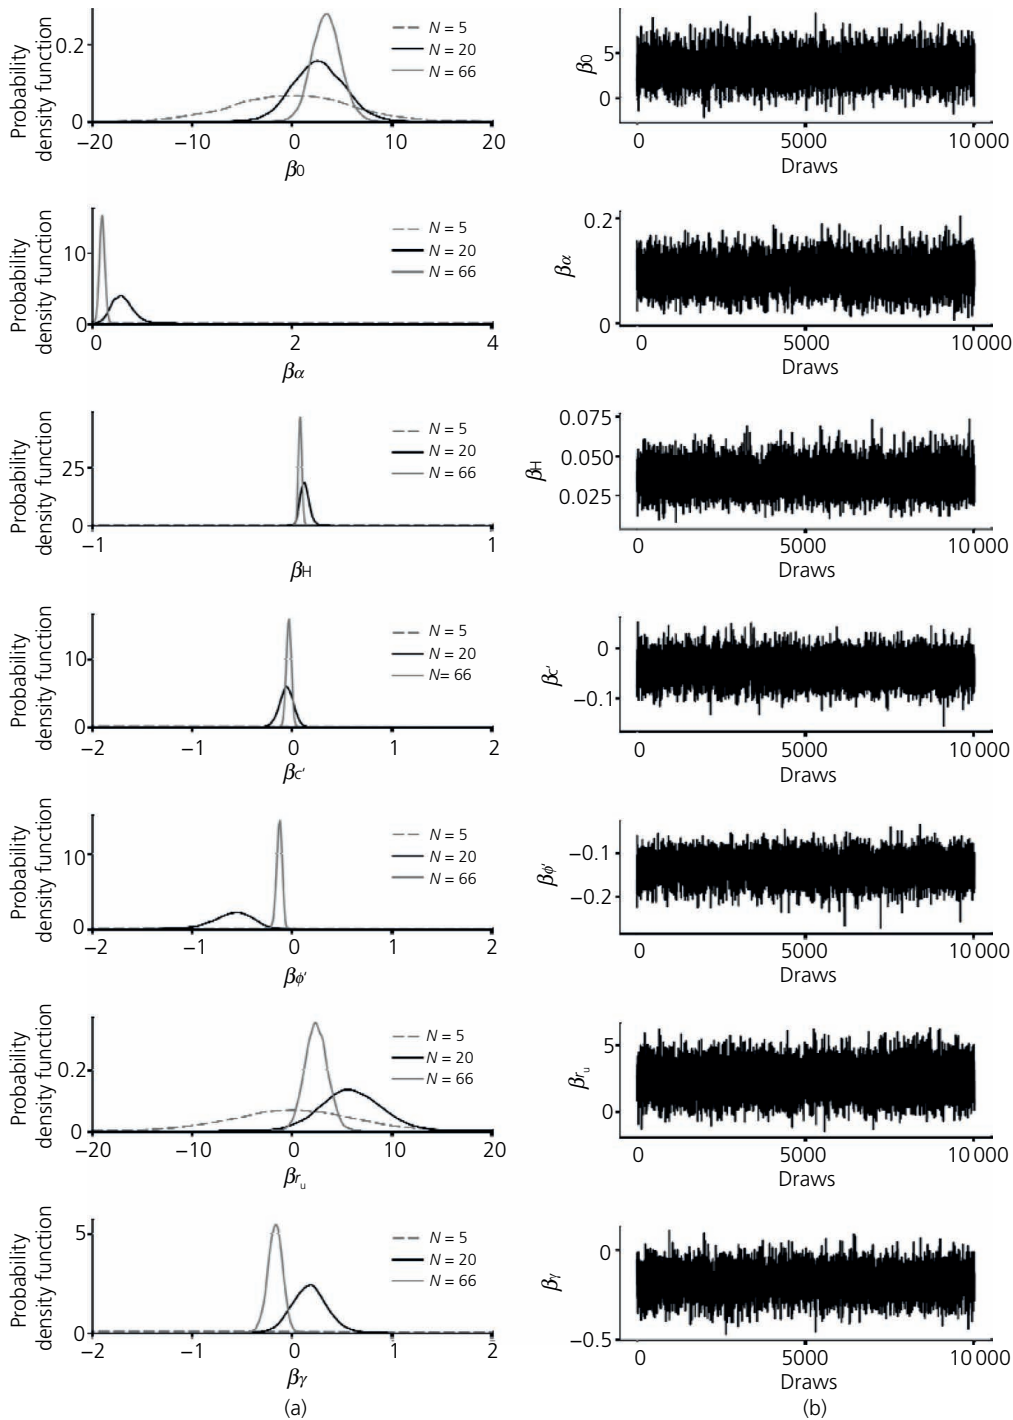 Probability
density function
0.2
0
N = 5
N = 20
N = 66
−20
−10
0
10
20
β0
β0
5
0
0
5000
10 000
Draws
Probability
density function
10
0
N = 5
N = 20
N = 66
0
2
4
βα
βα
0.2
0
0
5000
10 000
Draws
Probability
density function
25
0
N = 5
N = 20
N = 66
−1
1
βH
βH
0.075
0.050
0.025
0
5000
10 000
Draws
Probability
density function
10
0
N = 5
N = 20
N= 66
−2
−1
0
1
2
βc′
βc′
0
−0.1
0
5000
10 000
Draws
Probability
density function
10
0
N = 5
N = 20
N = 66
−2
−1
0
1
2
βϕ′
βϕ′
−0.1
−0.2
0
5000
10 000
Draws
Probability
density function
0.2
0
N = 5
N = 20
N = 66
−20
−10
0
10
20
βru
βru
5
0
0
5000
10 000
Draws
Probability
density function
5
0
N = 5
N = 20
N = 66
−2
−1
0
1
2
βγ
(a)
βγ
0
−0.5
0
5000
10 000
Draws
(b)